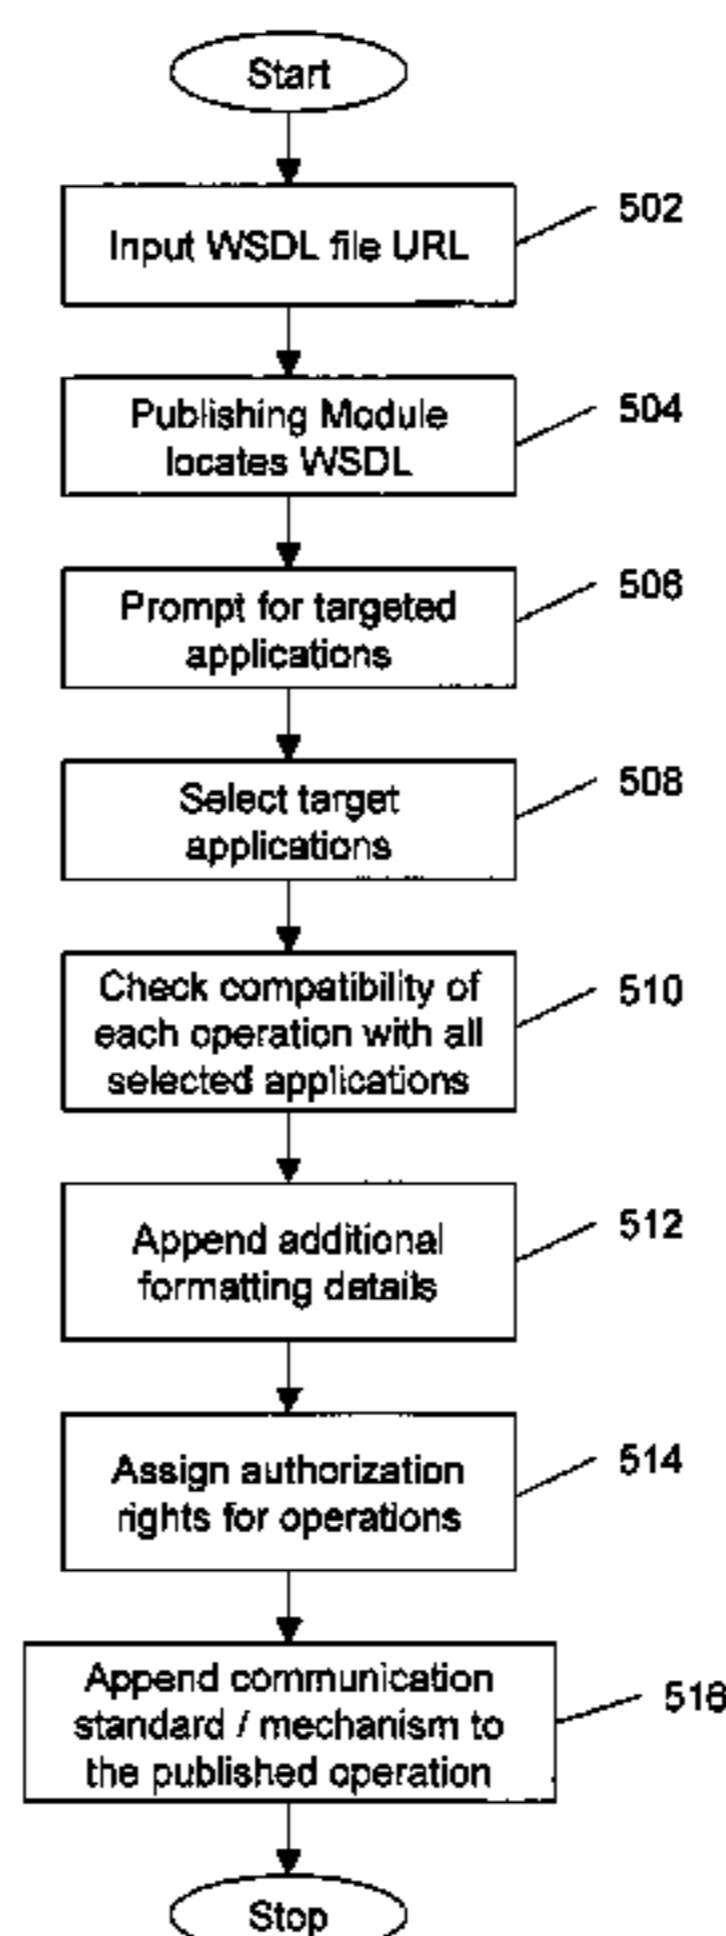 Start
Input WSDL file URL
502
Publishing Module
locates WSDL
504
Prompt for targeted
applications
506
Select target
applications
508
Check compatibility of
each operation with all
selected applications
510
Append additional
formatting details
512
Assign authorization
rights for operations
514
Append communication
standard / mechanism to
the published operation
516
Stop